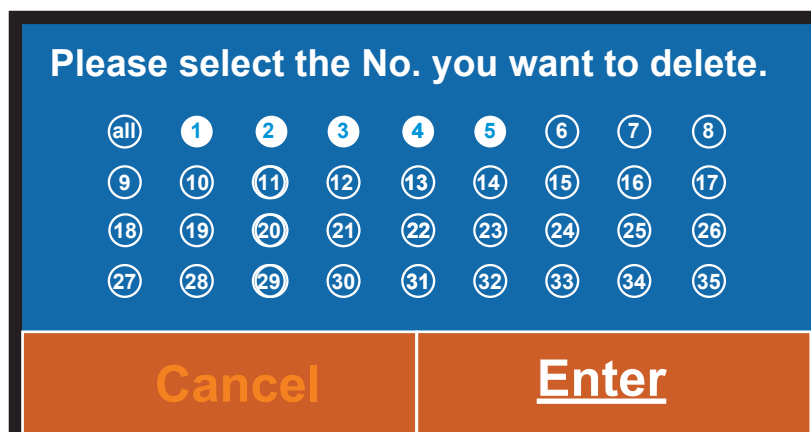 Please select the No. you want to delete.
all 1 2 3 4 5 6 7 8
9 10 11 12 13 14 15 16 17
18 19 20 21 22 23 24 25 26
27 28 29 30 31 32 33 34 35
Cancel Enter